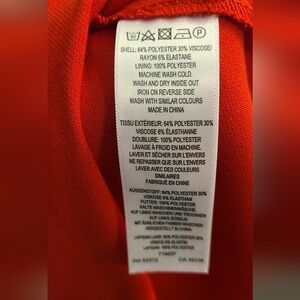 SHELL: 64% POLYESTER 30% VISCOSE/
RAYON 6% ELASTANE
LINING: 100% POLYESTER
MACHINE WASH COLD.
WASH AND DRY INSIDE OUT
IRON ON REVERSE SIDE
WASH WITH SIMILAR COLOURS
MADE IN CHINA
TISSU EXTÉRIEUR: 64% POLYESTER 30%
VISCOSE 6% ÉLASTHANNE
DOUBLURE: 100% POLYESTER
LAVAGE À FROID EN MACHINE.
LAVER ET SÉCHER SUR L'ENVERS
NE REPASSER QUE SUR L'ENVERS
LAVER AVEC DES COULEURS
SIMILAIRES
FABRIQUÉ EN CHINE
AUSSENSTOFF: 64% POLYESTER 30%
VISKOSE 6% ELASTHAN
FUTTER: 100% POLYESTER
KALTE MASCHINENWÄSCHE
AUF LINKS WASCHEN UND TROCKNEN
AUF LINKS BÜGELN
MIT ÄHNLICHEN FARBEN WASCHEN
HERGESTELLT IN CHINA